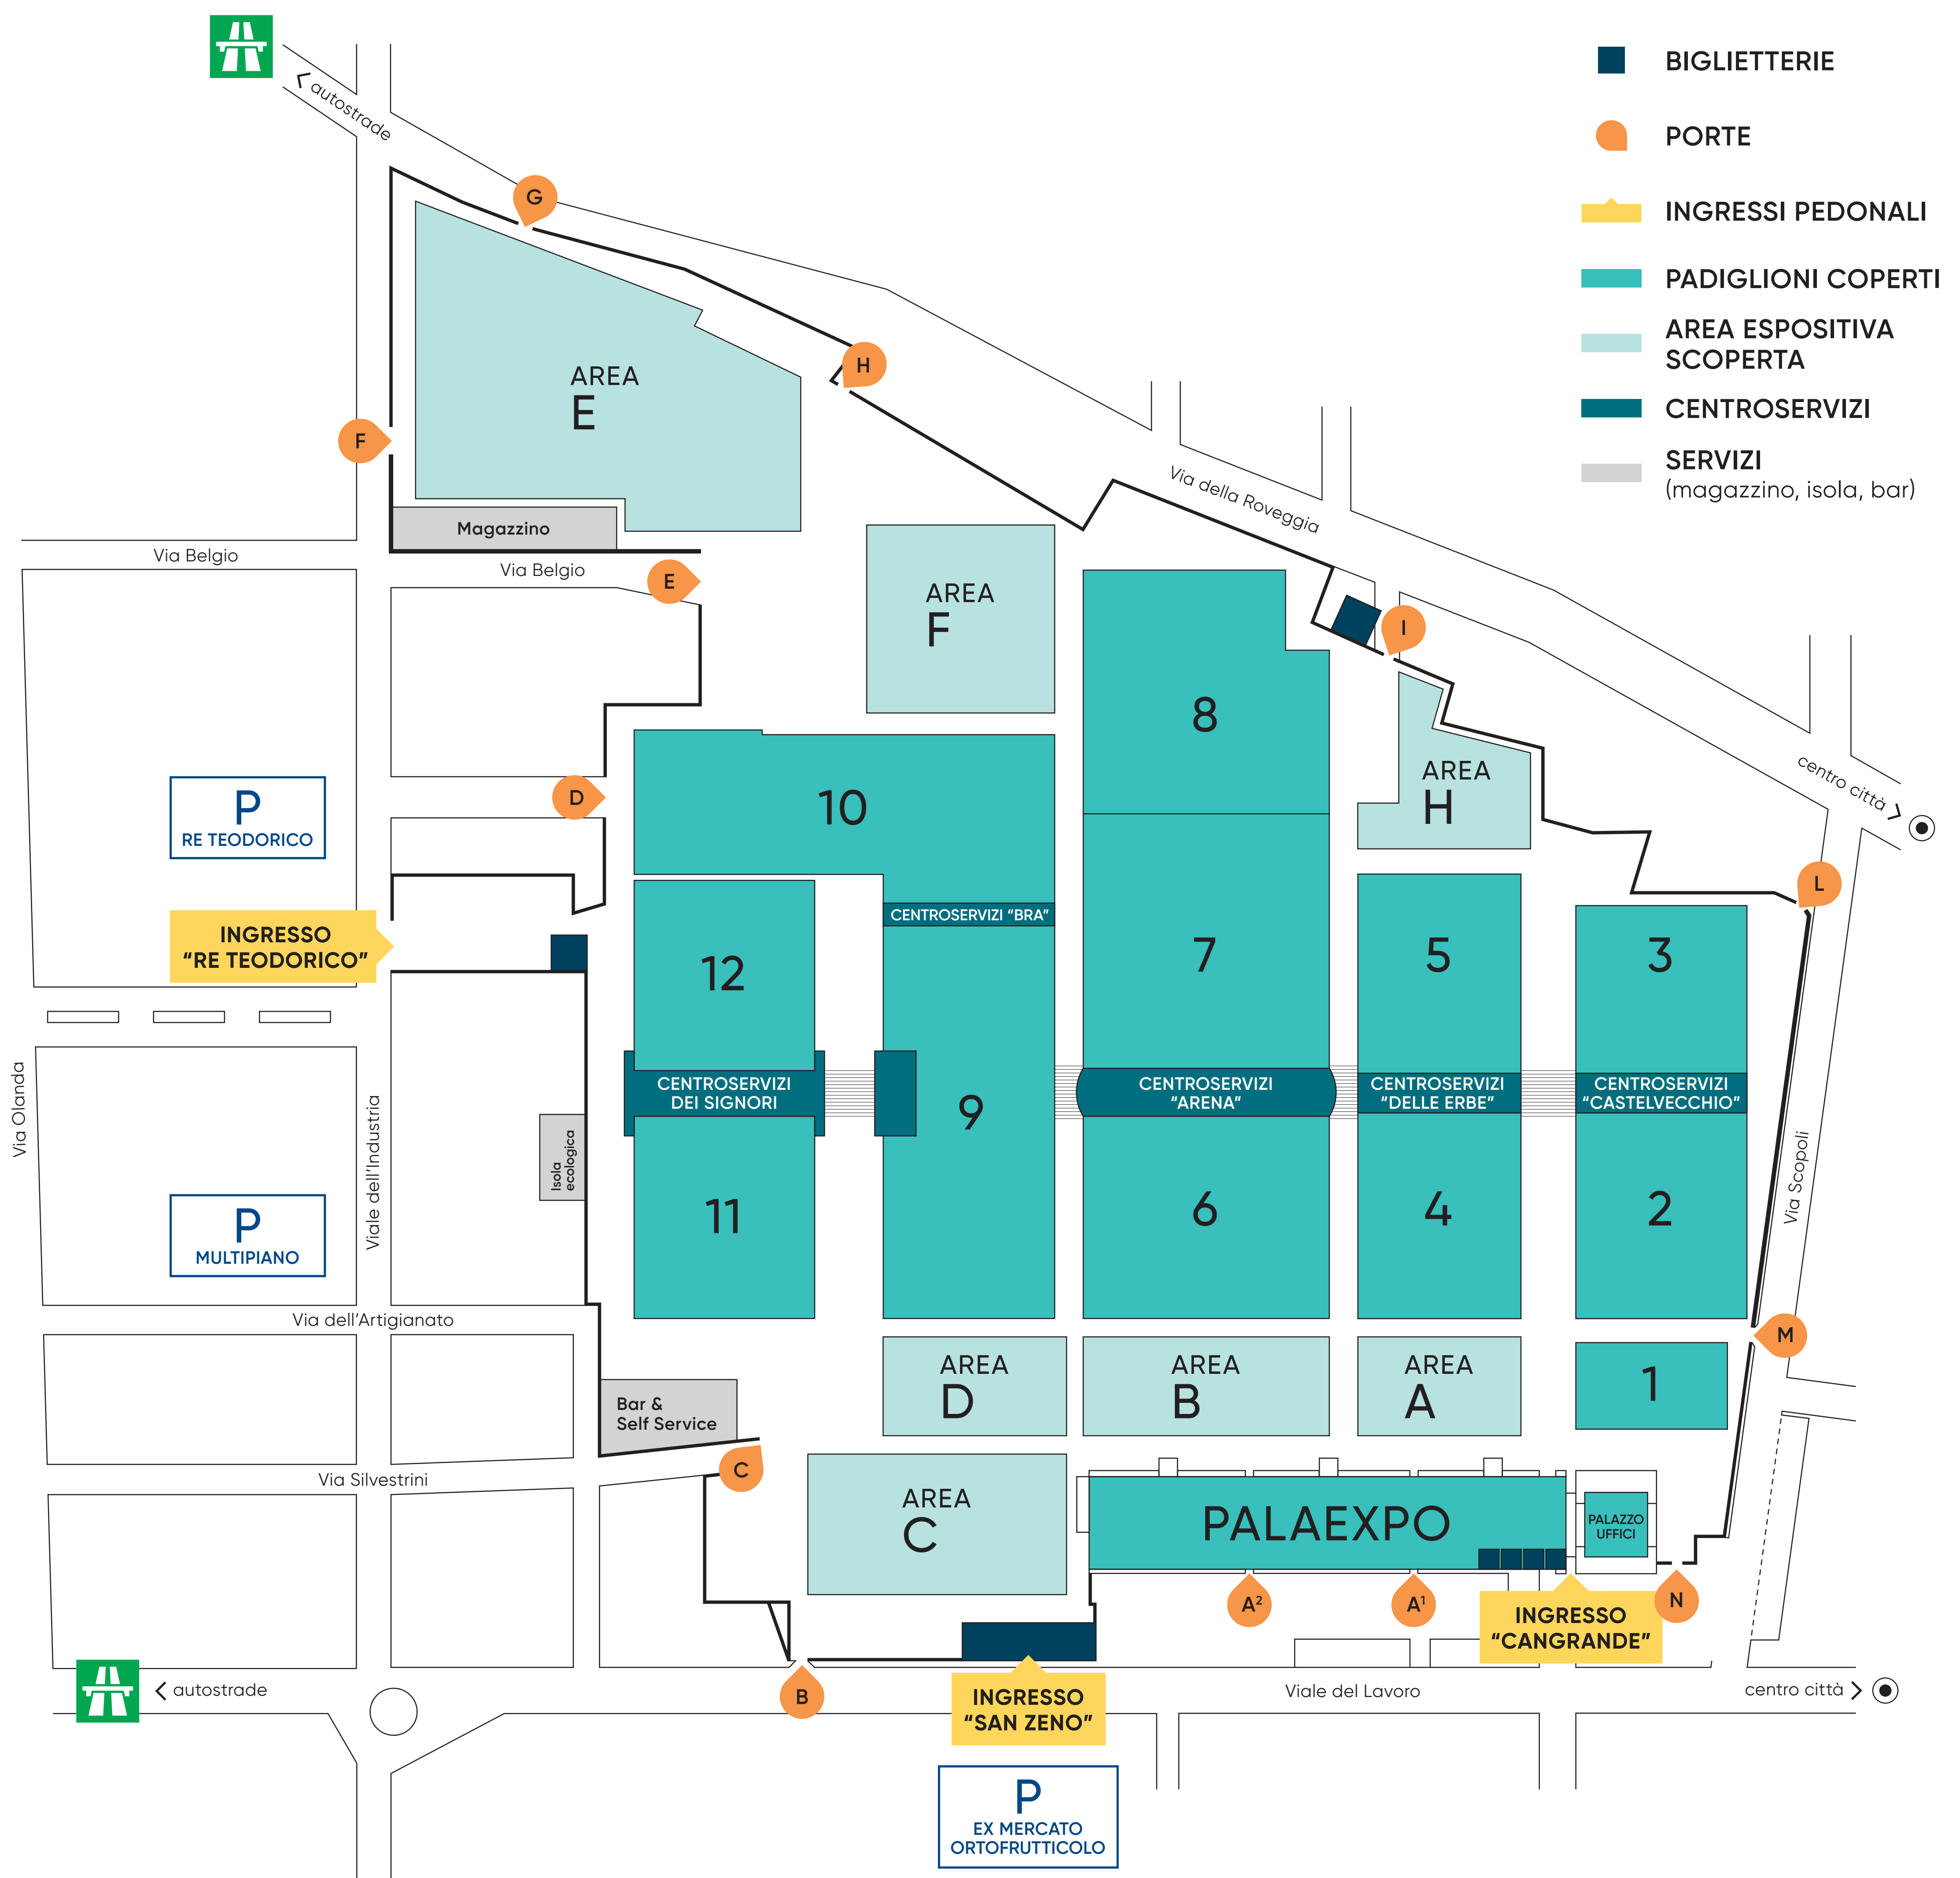 autostrade
BIGLIETTERIE
PORTE
INGRESSI PEDONALI
PADIGLIONI COPERTI
AREA ESPOSITIVA
SCOPERTA
CENTROSERVIZI
SERVIZI
(magazzino, isola, bar)
G
H
AREA
E
F
Via della Roveggia
Magazzino
Via Belgio
Via Belgio
E
AREA
F
I
8
AREA
H
centro città
P
RE TEODORICO
D
10
L
INGRESSO
“RE TEODORICO”
CENTROSERVIZI “BRA”
12
7
5
3
Via Olanda
Viale dell’Industria
CENTROSERVIZI
DEI SIGNORI
9
CENTROSERVIZI
“ARENA”
CENTROSERVIZI
“DELLE ERBE”
CENTROSERVIZI
“CASTELVECCHIO”
Isola
ecologica
Via Scopoli
P
MULTIPIANO
11
6
4
2
Via dell’Artigianato
M
AREA
D
AREA
B
AREA
A
1
Bar &
Self Service
Via Silvestrini
C
AREA
C
PALAEXPO
PALAZZO
UFFICI
A²
A¹
INGRESSO
“CANGRANDE”
N
autostrade
B
INGRESSO
“SAN ZENO”
Viale del Lavoro
centro città
P
EX MERCATO
ORTOFRUTTICOLO